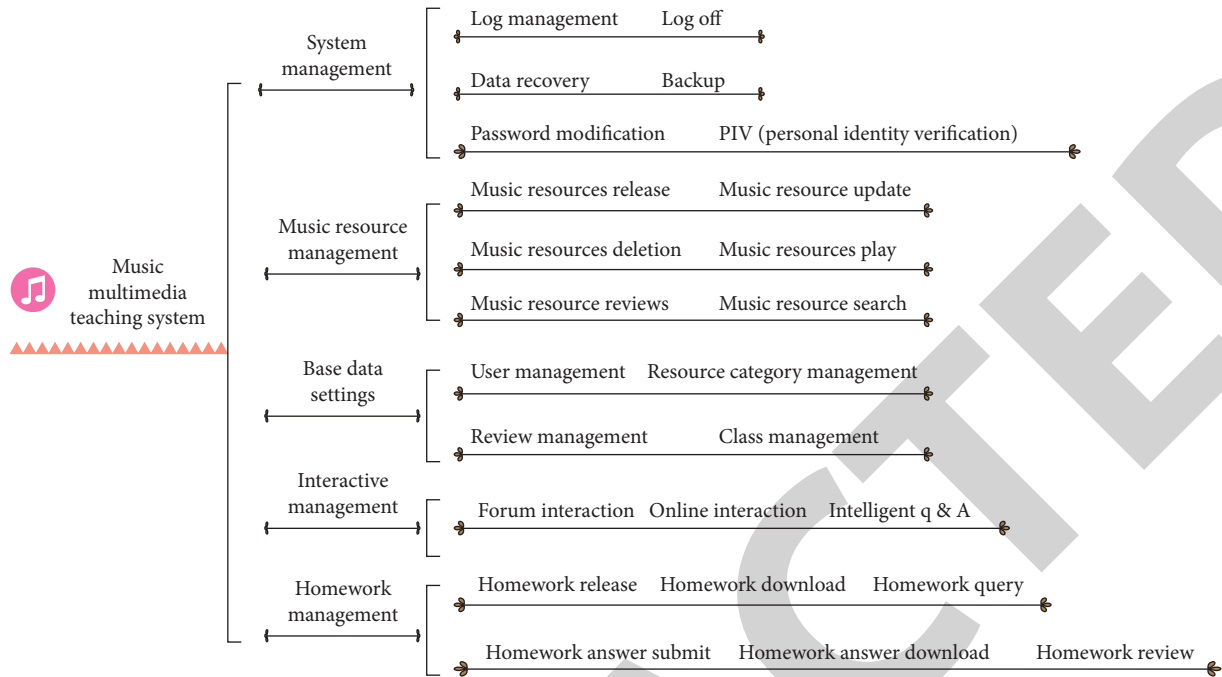 Music
multimedia
teaching system
System
management
Log management Log off
Data recovery Backup
Password modification PIV (personal identity verification)
Music resource
management
Music resources release Music resource update
Music resources deletion Music resources play
Music resource reviews Music resource search
Base data
settings
User management Resource category management
Review management Class management
Interactive
management
Forum interaction Online interaction Intelligent q & A
Homework
management
Homework release Homework download Homework query
Homework answer submit Homework answer download Homework review